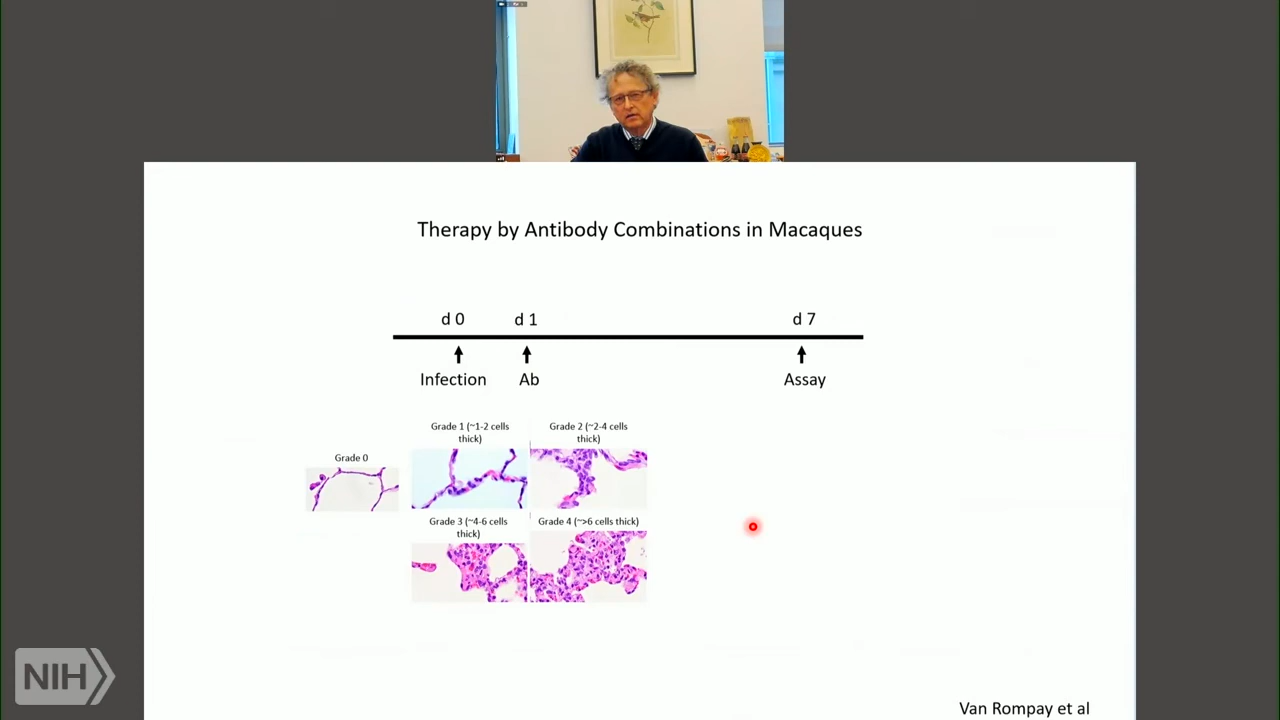 Therapy by Antibody Combinations in Macaques
d 0
d 1
d 7
Infection
Ab
Assay
Grade 0
Grade 1 (~1-2 cells
thick)
Grade 2 (~2-4 cells
thick)
Grade 3 (~4-6 cells
thick)
Grade 4 (~>6 cells thick)
NIH
Van Rompay et al